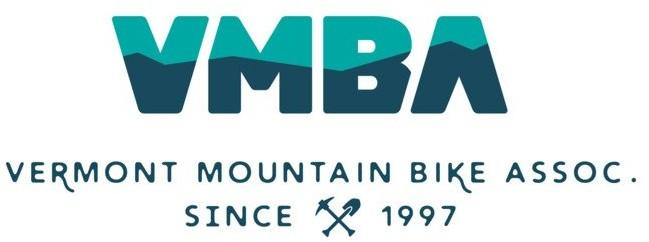 VMBA
VERMONT MOUNTAIN BIKE ASSOC.
SINCE 1997